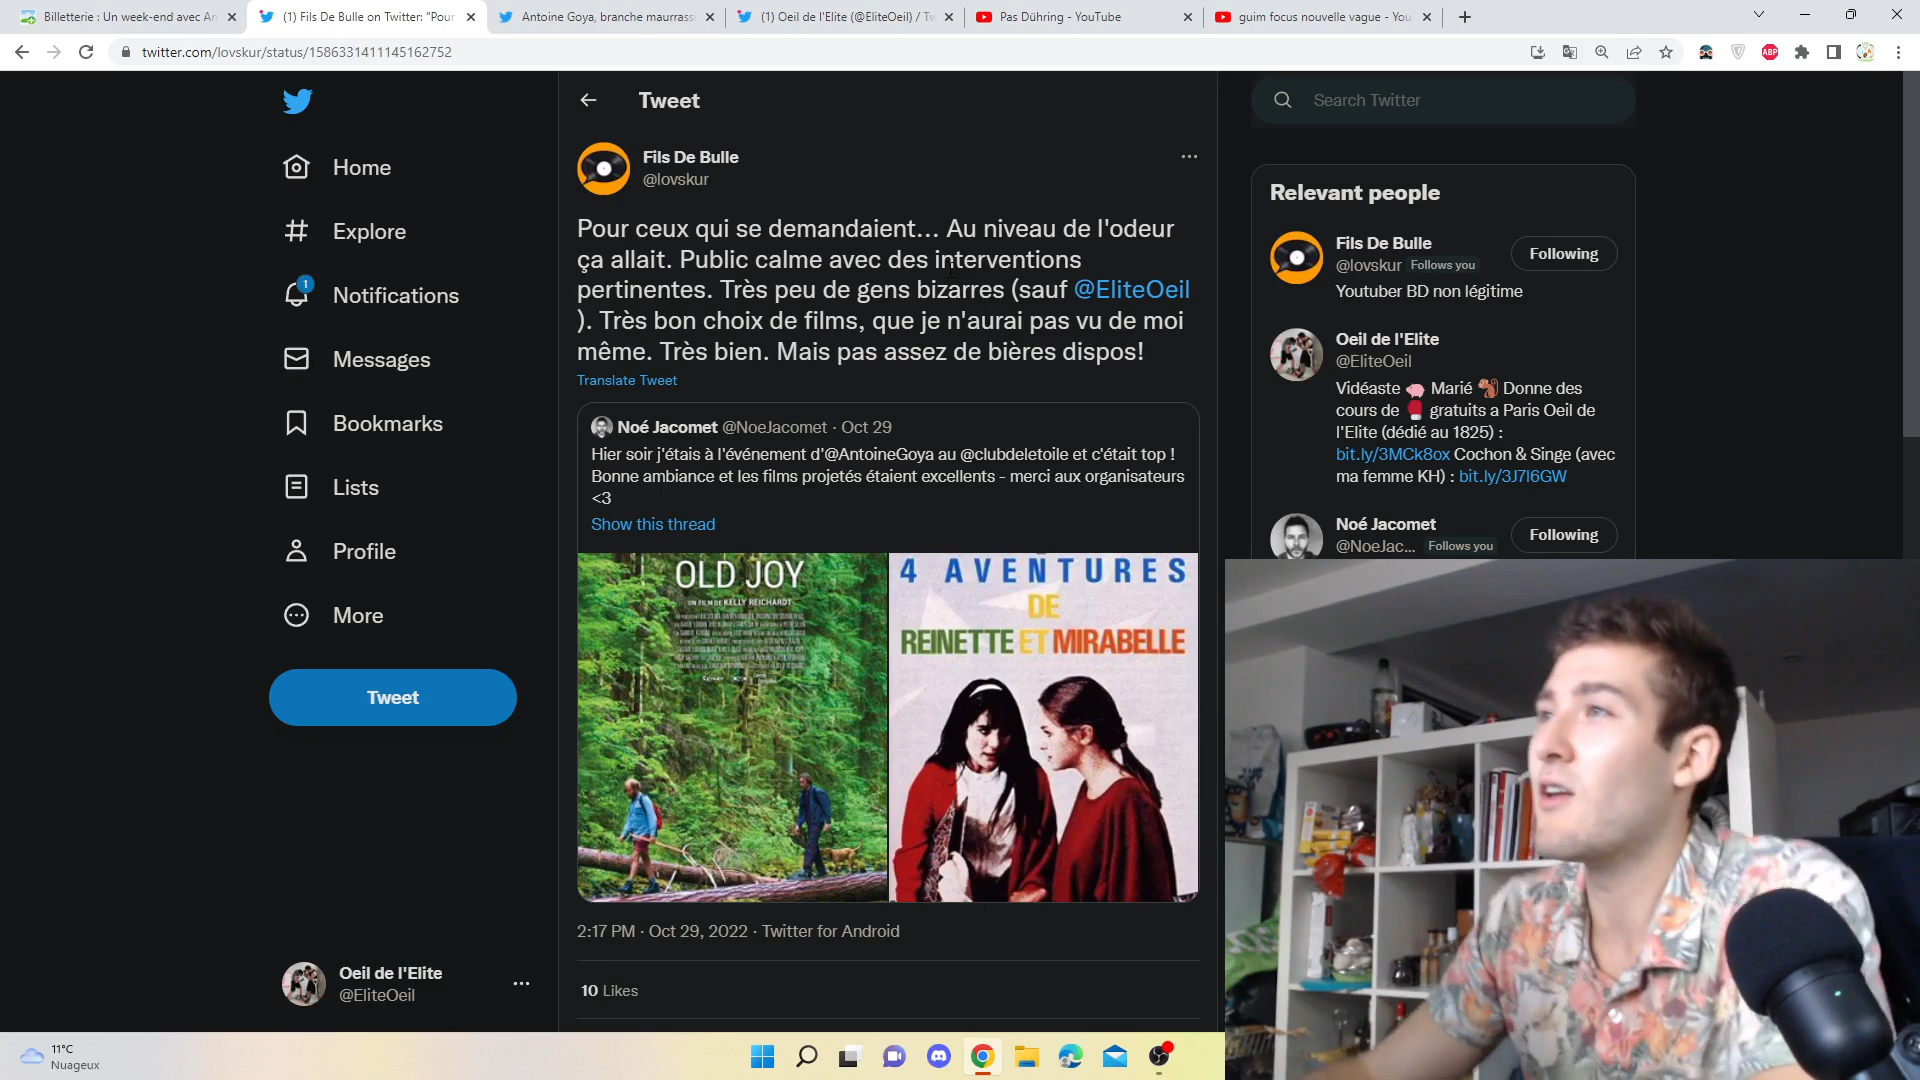 Billetterie : Un week-end avec An
(1) Fils De Bulle on Twitter: "Pour
Antoine Goya, branche maurrass
(1) Oeil de l'Elite (@EliteOeil) / Tw
Pas Dühring - YouTube
guim focus nouvelle vague - You
twitter.com/lovskur/status/1586331411145162752
ABP
Home
Explore
1
Notifications
Messages
Bookmarks
Lists
Profile
More
Tweet
Oeil de l'Elite
@EliteOeil
Tweet
Fils De Bulle
@lovskur
Pour ceux qui se demandaient... Au niveau de l'odeur
ça allait. Public calme avec des interventions
pertinentes. Très peu de gens bizarres (sauf @EliteOeil
). Très bon choix de films, que je n'aurai pas vu de moi
même. Très bien. Mais pas assez de bières dispos!
Translate Tweet
Noé Jacomet @NoeJacomet · Oct 29
Hier soir j'étais à l'événement d'@AntoineGoya au @clubdeletoile et c'était top !
Bonne ambiance et les films projetés étaient excellents - merci aux organisateurs
<3
Show this thread
OLD JOY
UN FILM DE KELLY REICHARDT
4 AVENTURES
DE
REINETTE ET MIRABELLE
2:17 PM · Oct 29, 2022 · Twitter for Android
10 Likes
Search Twitter
Relevant people
Fils De Bulle
@lovskur Follows you
Following
Youtuber BD non légitime
Oeil de l'Elite
@EliteOeil
Vidéaste Marié Donne des
cours de gratuits a Paris Oeil de
l'Elite (dédié au 1825) :
bit.ly/3MCk8ox Cochon & Singe (avec
ma femme KH) : bit.ly/3J7l6GW
Noé Jacomet
@NoeJac... Follows you
Following
11°C
Nuageux